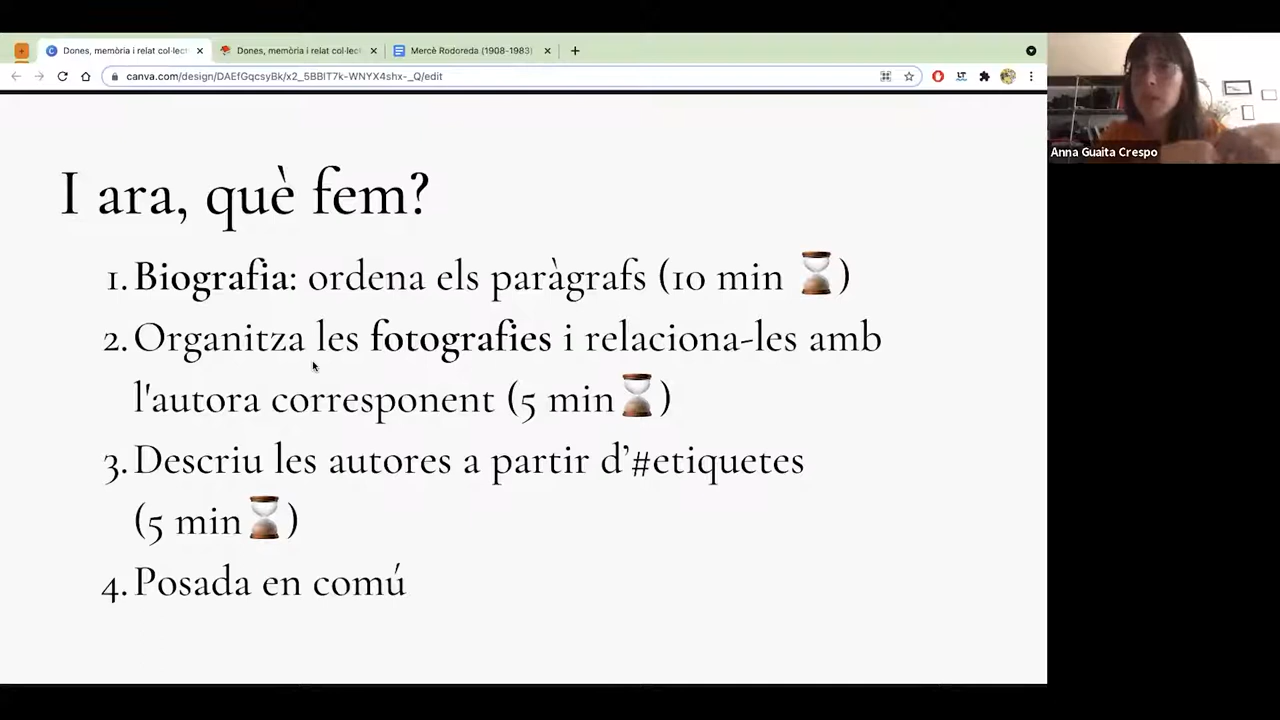 Dones, memòria i relat col·lect
Dones, memòria i relat col·lect
Mercè Rodoreda (1908-1983)
canva.com/design/DAEfGqcsyBk/x2_5BBIT7k-WNYX4shx-_Q/edit
I ara, què fem?
1. Biografia: ordena els paràgrafs (10 min ⏳)
2. Organitza les fotografies i relaciona-les amb
l'autora corresponent (5 min⏳)
3. Descriu les autores a partir d'#etiquetes
(5 min⏳)
4. Posada en comú
Anna Guaita Crespo